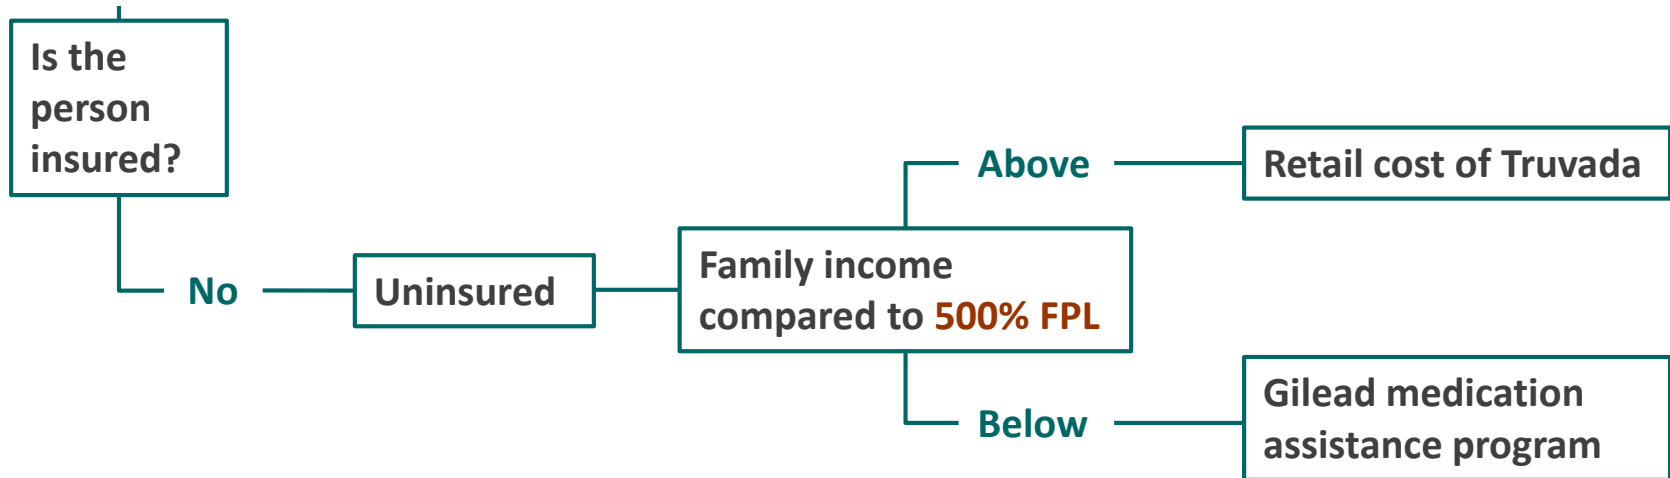 Is the
person
insured?
No
Uninsured
Family income
compared to 500% FPL
Above
Retail cost of Truvada
Below
Gilead medication
assistance program